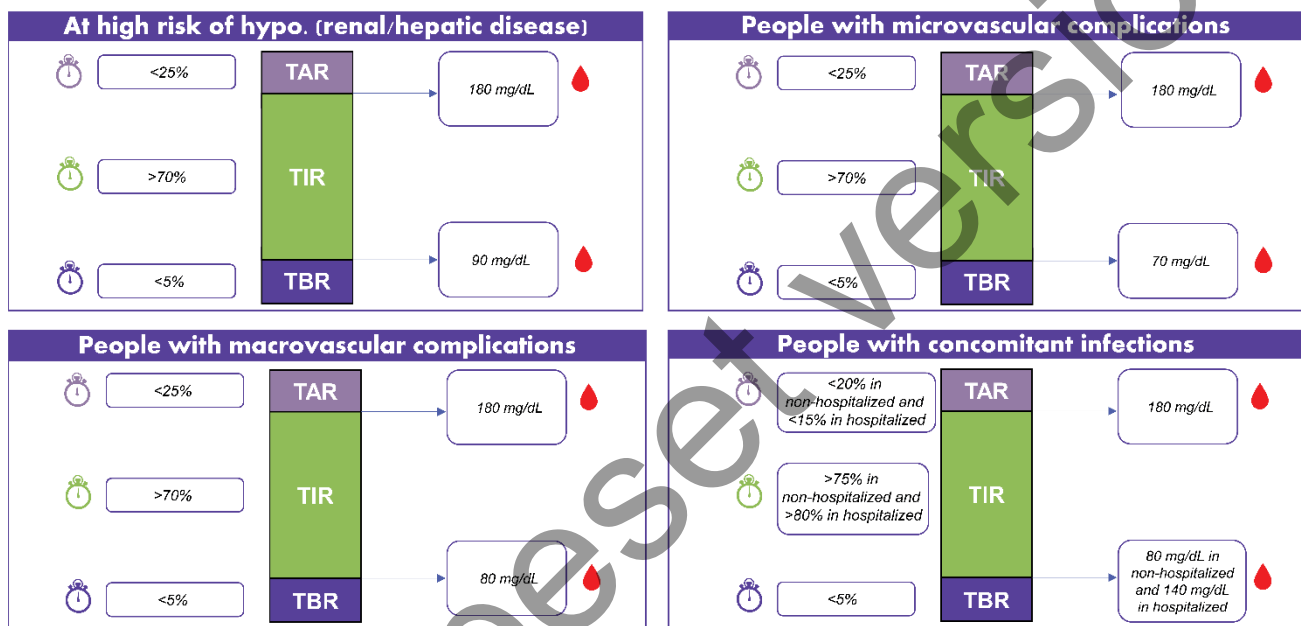 At high risk of hypo. (renal/hepatic disease)
<25%
TAR
180 mg/dL
>70%
TIR
<5%
TBR
90 mg/dL
People with microvascular complications
<25%
TAR
180 mg/dL
>70%
TIR
<5%
TBR
70 mg/dL
People with macrovascular complications
<25%
TAR
180 mg/dL
>70%
TIR
<5%
TBR
80 mg/dL
People with concomitant infections
<20% in
non-hospitalized and
<15% in hospitalized
TAR
180 mg/dL
>75% in
non-hospitalized and
>80% in hospitalized
TIR
<5%
TBR
80 mg/dL in
non-hospitalized
and 140 mg/dL
in hospitalized